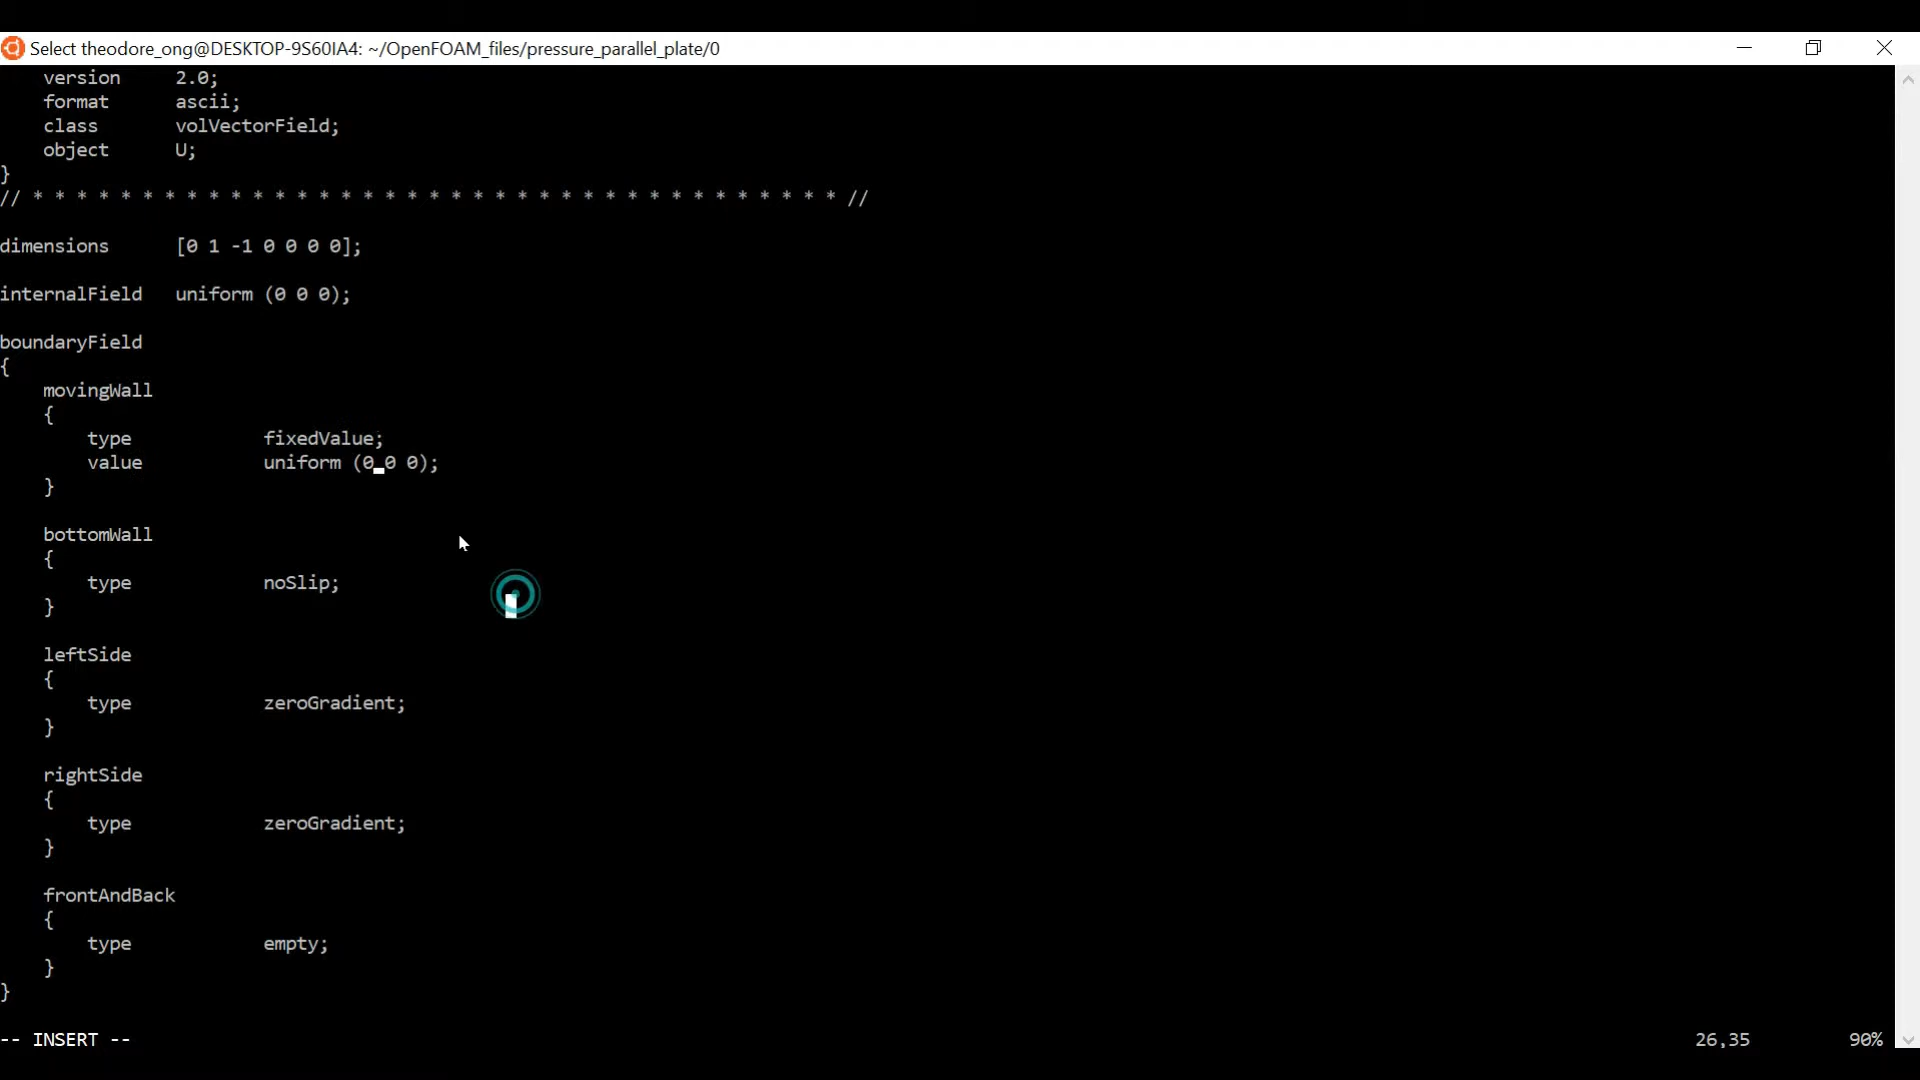 Select theodore_ong@DESKTOP-9S60IA4: ~/OpenFOAM_files/pressure_parallel_plate/0
    version     2.0;
    format      ascii;
    class       volVectorField;
    object      U;
}
// * * * * * * * * * * * * * * * * * * * * * * * * * * * * * * * * * * * * * //
dimensions      [0 1 -1 0 0 0 0];
internalField   uniform (0 0 0);
boundaryField
{
    movingWall
    {
        type            fixedValue;
        value           uniform (0 0 0);
    }
    bottomWall
    {
        type            noSlip;
    }
    leftSide
    {
        type            zeroGradient;
    }
    rightSide
    {
        type            zeroGradient;
    }
    frontAndBack
    {
        type            empty;
    }
}
-- INSERT --                    26,35         90%